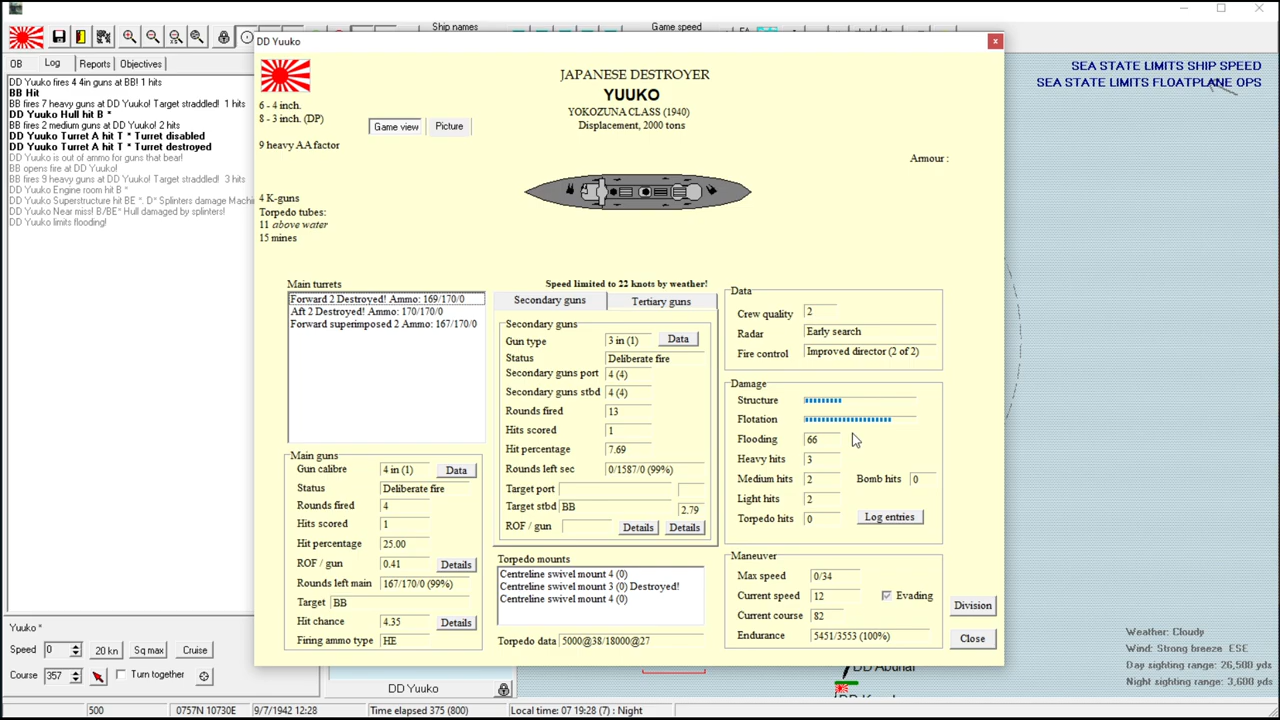 Ship names
Game speed
OB Log Reports Objectives
DD Yuuko fires 4 4in guns at BB! 1 hits
BB Hit
BB fires 7 heavy guns at DD Yuuko! Target straddled! 1 hits
DD Yuuko Hull hit B *
BB fires 2 medium guns at DD Yuuko! 2 hits
DD Yuuko Turret A hit T * Turret disabled
DD Yuuko Turret A hit T * Turret destroyed
DD Yuuko is out of ammo for guns that bear!
BB opens fire at DD Yuuko!
BB fires 9 heavy guns at DD Yuuko! Target straddled! 3 hits
DD Yuuko Engine room hit B *
DD Yuuko Superstructure hit BE *. D* Splinters damage Machin
DD Yuuko Near miss! B/BE* Hull damaged by splinters!
DD Yuuko limits flooding!
DD Yuuko
x
JAPANESE DESTROYER
YUUKO
YOKOZUNA CLASS (1940)
Displacement, 2000 tons
6 - 4 inch.
8 - 3 inch. (DP)
Game view
Picture
9 heavy AA factor
Armour :
4 K-guns
Torpedo tubes:
11 above water
15 mines
Speed limited to 22 knots by weather!
Main turrets
Forward 2 Destroyed! Ammo: 169/170/0
Aft 2 Destroyed! Ammo: 170/170/0
Forward superimposed 2 Ammo: 167/170/0
Main guns
Gun calibre 4 in (1) Data
Status Deliberate fire
Rounds fired 4
Hits scored 1
Hit percentage 25.00
ROF / gun 0.41 Details
Rounds left main 167/170/0 (99%)
Target BB
Hit chance 4.35 Details
Firing ammo type HE
Secondary guns Tertiary guns
Secondary guns
Gun type 3 in (1) Data
Status Deliberate fire
Secondary guns port 4 (4)
Secondary guns stbd 4 (4)
Rounds fired 13
Hits scored 1
Hit percentage 7.69
Rounds left sec 0/1587/0 (99%)
Target port
Target stbd BB 2.79
ROF / gun Details Details
Torpedo mounts
Centreline swivel mount 4 (0)
Centreline swivel mount 3 (0) Destroyed!
Centreline swivel mount 4 (0)
Torpedo data 5000@38/18000@27
Data
Crew quality 2
Radar Early search
Fire control Improved director (2 of 2)
Damage
Structure
Flotation
Flooding 66
Heavy hits 3
Medium hits 2 Bomb hits 0
Light hits 2
Torpedo hits 0 Log entries
Maneuver
Max speed 0/34
Current speed 12 Evading
Current course 82
Endurance 5451/3553 (100%)
Division
Close
SEA STATE LIMITS SHIP SPEED
SEA STATE LIMITS FLOATPLANE OPS
Weather: Cloudy
Wind: Strong breeze ESE
Day sighting range: 26,500 yds
Night sighting range: 3,600 yds
Yuuko *
Speed 0 20 kn Sq max Cruise
Course 357 Turn together
DD Yuuko
500 0757N 10730E 9/7/1942 12:28 Time elapsed 375 (800) Local time: 07 19:28 (7) : Night